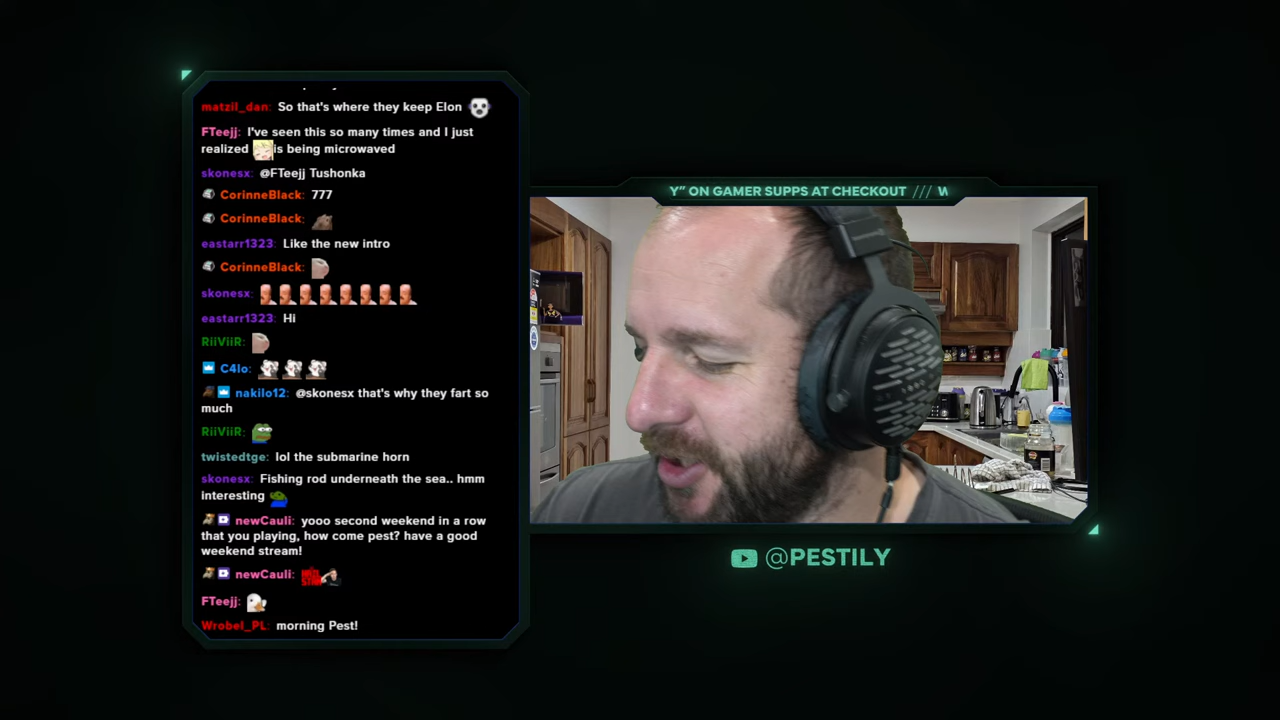 matzil_dan: So that's where they keep Elon
FTeejj: I've seen this so many times and I just
realized is being microwaved
skonesx: @FTeejj Tushonka
CorinneBlack: 777
CorinneBlack:
eastarr1323: Like the new intro
CorinneBlack:
skonesx:
eastarr1323: Hi
RiiViiR:
C4lo:
nakilo12: @skonesx that's why they fart so
much
RiiViiR:
twistedtge: lol the submarine horn
skonesx: Fishing rod underneath the sea.. hmm
interesting
newCauli: yooo second weekend in a row
that you playing, how come pest? have a good
weekend stream!
newCauli:
FTeejj:
Wrobel_PL: morning Pest!
Y" ON GAMER SUPPS AT CHECKOUT /// W
@PESTILY